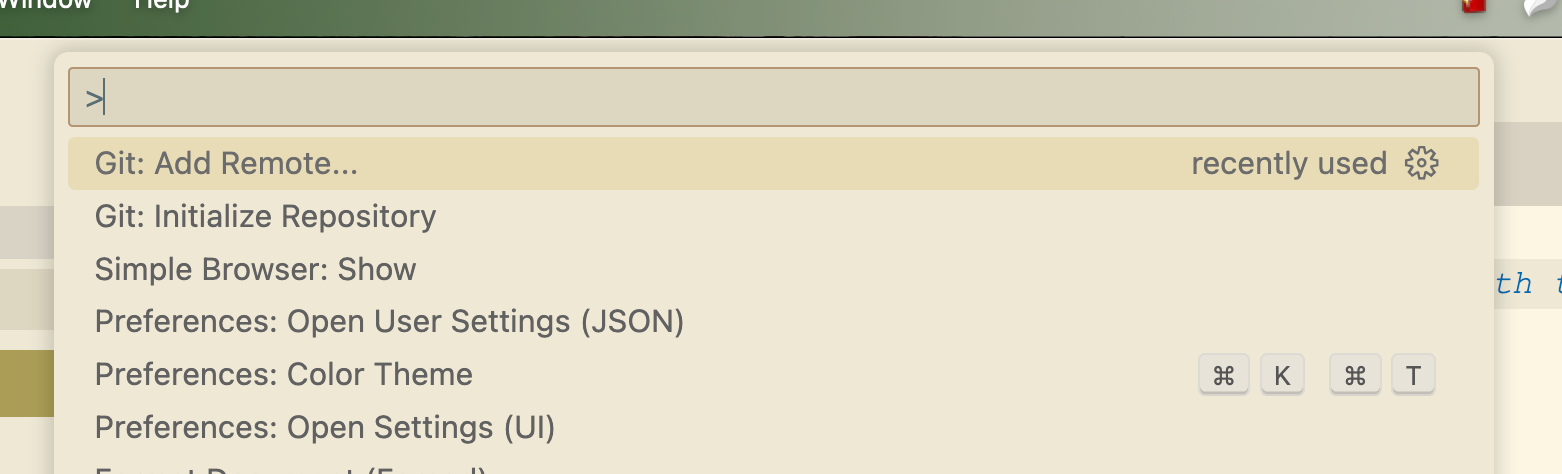 Window Help
>
Git: Add Remote... recently used
Git: Initialize Repository
Simple Browser: Show
Preferences: Open User Settings (JSON)
Preferences: Color Theme ⌘ K ⌘ T
Preferences: Open Settings (UI)
th t